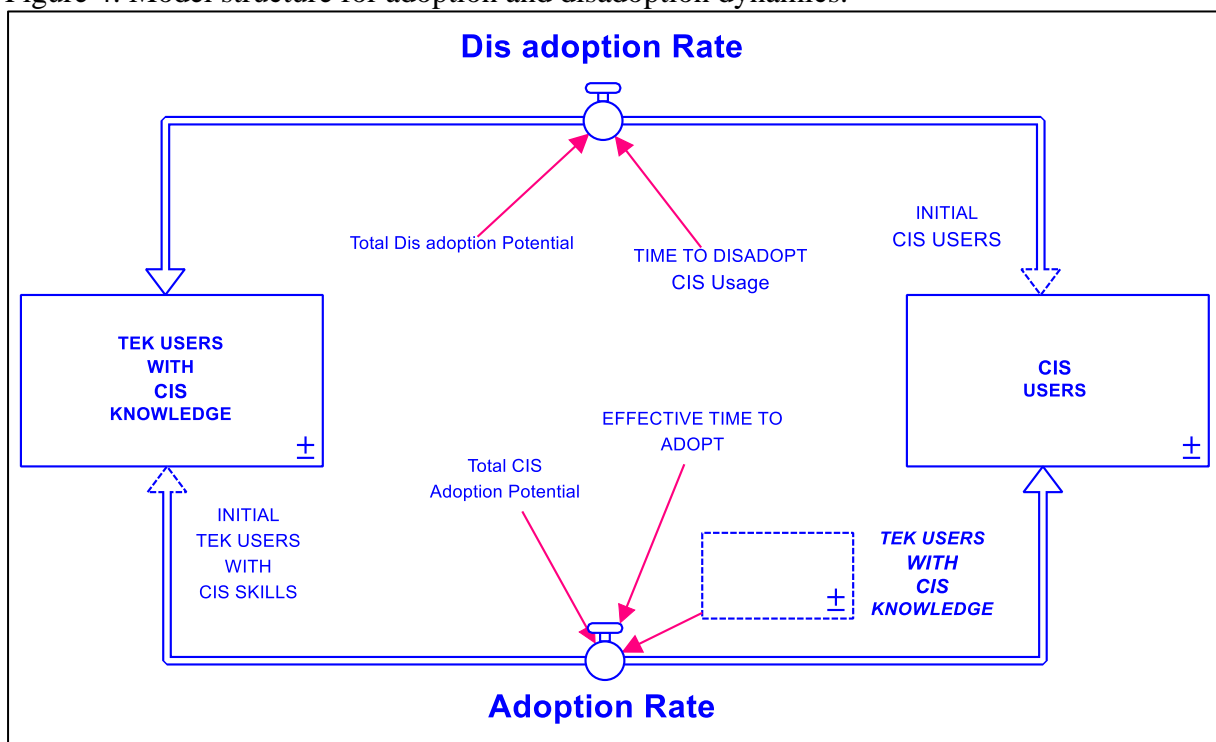 Figure 4: Model structure for adoption and disadoption dynamics.
Dis adoption Rate
Total Dis adoption Potential
TIME TO DISADOPT
CIS Usage
INITIAL
CIS USERS
TEK USERS
WITH
CIS
KNOWLEDGE
±
CIS
USERS
±
EFFECTIVE TIME TO
ADOPT
Total CIS
Adoption Potential
INITIAL
TEK USERS
WITH
CIS SKILLS
±
TEK USERS
WITH
CIS
KNOWLEDGE
Adoption Rate